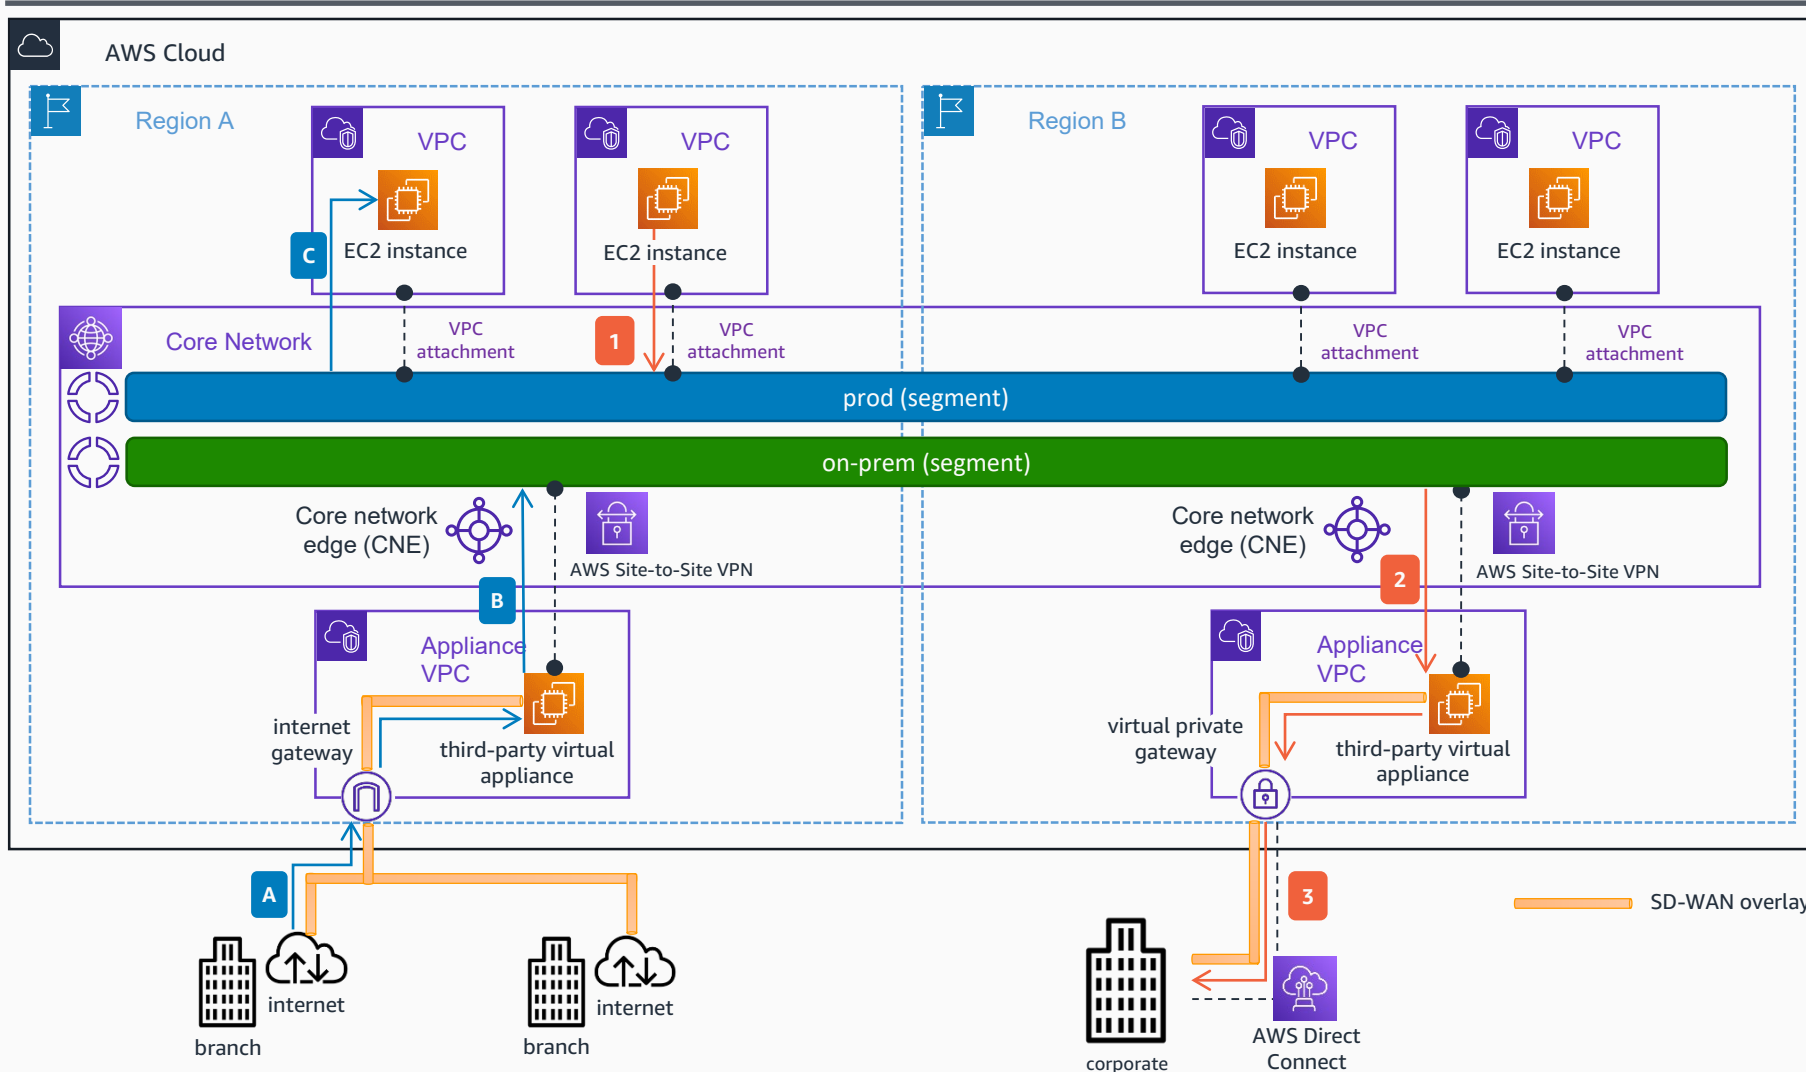 AWS Cloud
Region A
VPC
VPC
Region B
VPC
VPC
C
EC2 instance
EC2 instance
EC2 instance
EC2 instance
Core Network
VPC
attachment
1
VPC
attachment
VPC
attachment
VPC
attachment
prod (segment)
on-prem (segment)
Core network
edge (CNE)
AWS Site-to-Site VPN
Core network
edge (CNE)
AWS Site-to-Site VPN
B
2
Appliance
VPC
Appliance
VPC
internet
gateway
third-party virtual
appliance
virtual private
gateway
third-party virtual
appliance
A
3
SD-WAN overlay
internet
branch
internet
branch
corporate
AWS Direct
Connect